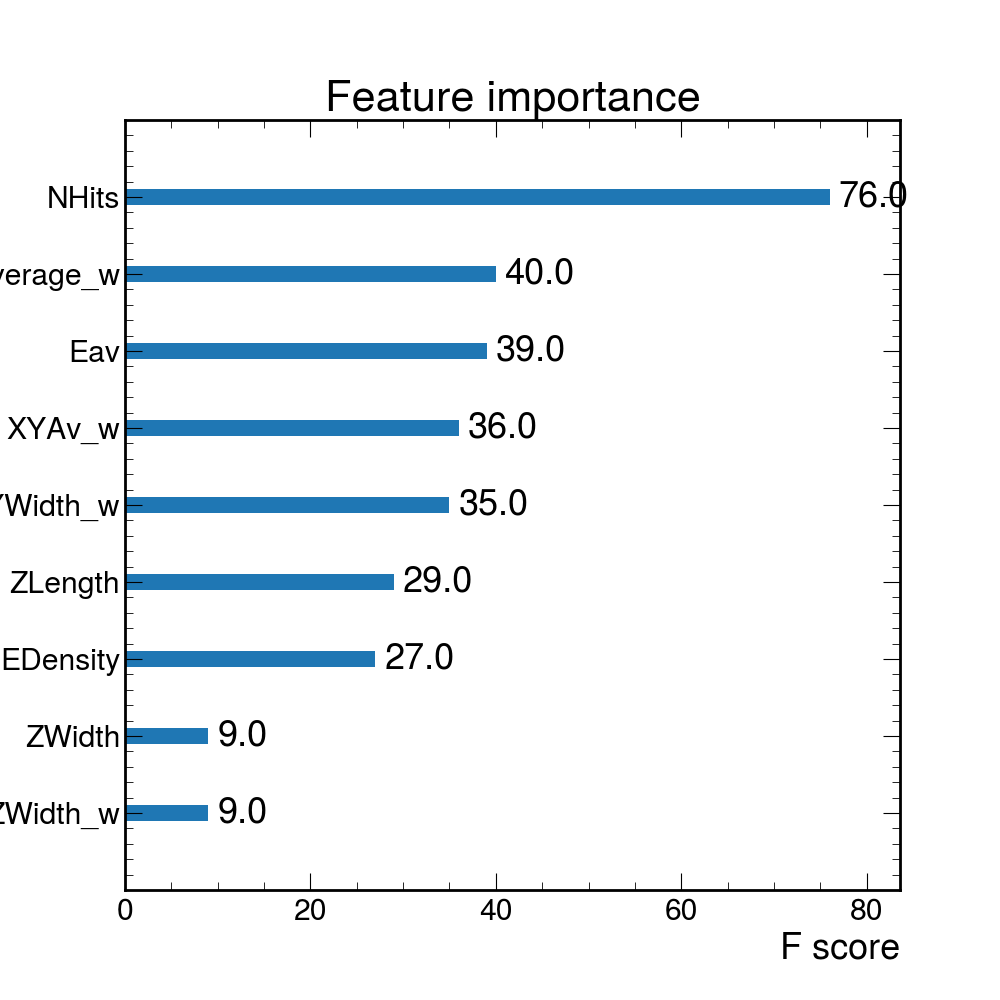 Feature importance
NHits 76.0
verage_w 40.0
Eav 39.0
XYAv_w 36.0
YWidth_w 35.0
ZLength 29.0
EDensity 27.0
ZWidth 9.0
ZWidth_w 9.0
0 20 40 60 80
F score